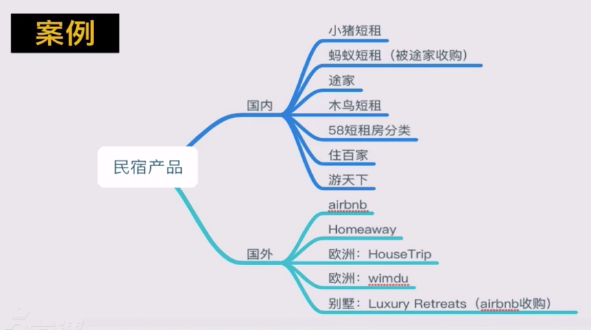 案例
民宿产品
国内
小猪短租
蚂蚁短租（被途家收购）
途家
木鸟短租
58短租房分类
住百家
游天下
国外
airbnb
Homeaway
欧洲：HouseTrip
欧洲：wimdu
别墅：Luxury Retreats（airbnb收购）